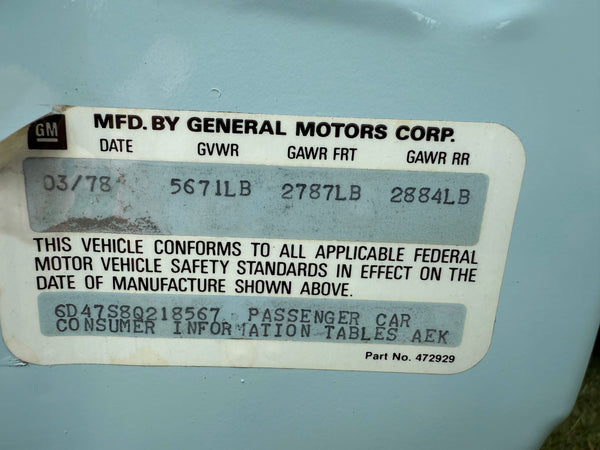 GM MFD. BY GENERAL MOTORS CORP.
DATE GVWR GAWR FRT GAWR RR
03/78 5671LB 2787LB 2884LB
THIS VEHICLE CONFORMS TO ALL APPLICABLE FEDERAL
MOTOR VEHICLE SAFETY STANDARDS IN EFFECT ON THE
DATE OF MANUFACTURE SHOWN ABOVE.
6D47S8Q218567 PASSENGER CAR
CONSUMER INFORMATION TABLES AEK
Part No. 472929